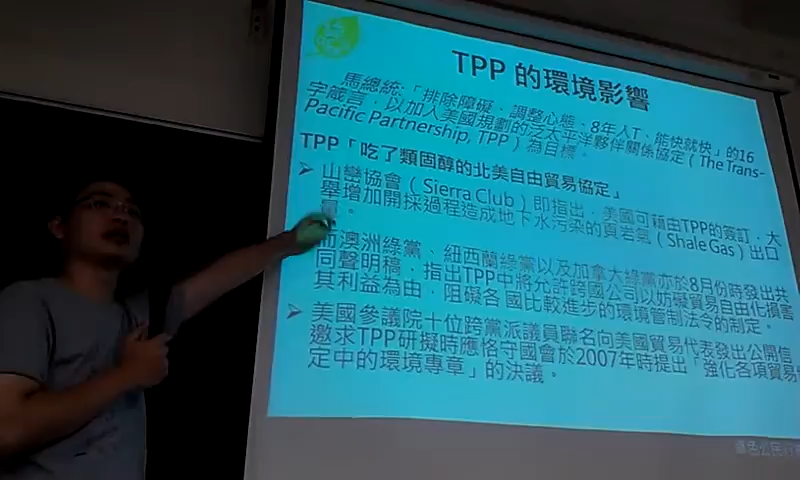 TPP 的環境影響
馬總統:「排除障礙、調整心態、8年入T、能快就快」的16
字箴言，以加入美國規劃的泛太平洋夥伴關係協定（The Trans-
Pacific Partnership, TPP）為目標。
TPP「吃了類固醇的北美自由貿易協定」
山巒協會（Sierra Club）即指出，美國可藉由TPP的簽訂，大
舉增加開採過程造成地下水污染的頁岩氣（Shale Gas）出口
。
而澳洲綠黨、紐西蘭綠黨以及加拿大綠黨亦於8月份時發出共
同聲明稿，指出TPP中將允許跨國公司以妨礙貿易自由化損害
其利益為由，阻礙各國比較進步的環境管制法令的制定。
美國參議院十位跨黨派議員聯名向美國貿易代表發出公開信
邀求TPP研擬時應恪守國會於2007年時提出「強化各項貿易
定中的環境專章」的決議。